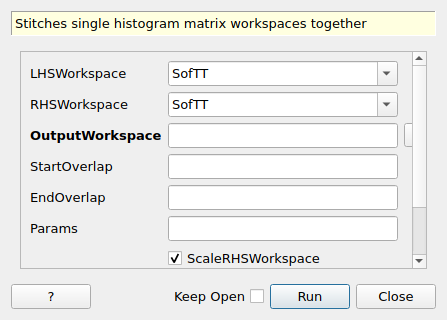 Stitches single histogram matrix workspaces together
LHSWorkspace SofTT
RHSWorkspace SofTT
OutputWorkspace
StartOverlap
EndOverlap
Params
ScaleRHSWorkspace
? Keep Open Run Close